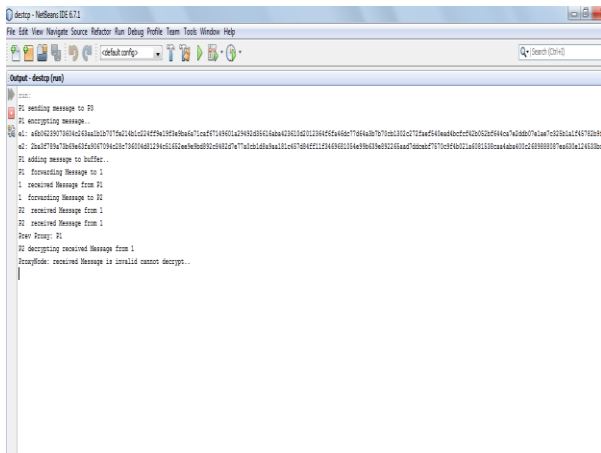 destcp - NetBeans IDE 6.7.1
File Edit View Navigate Source Refactor Run Debug Profile Team Tools Window Help
<default config>
Search (Ctrl+I)
Output - destcp (run)
run:
P1 sending message to P3
P1 encrypting message..
m1:
m2:
P1 adding message to buffer..
P1 forwarding Message to 1
1 received Message from P1
1 forwarding Message to P2
P2 received Message from 1
P2 received Message from 1
Prev Proxy: P1
P2 decrypting received Message from 1
ProxyNode: received Message is invalid cannot decrypt..